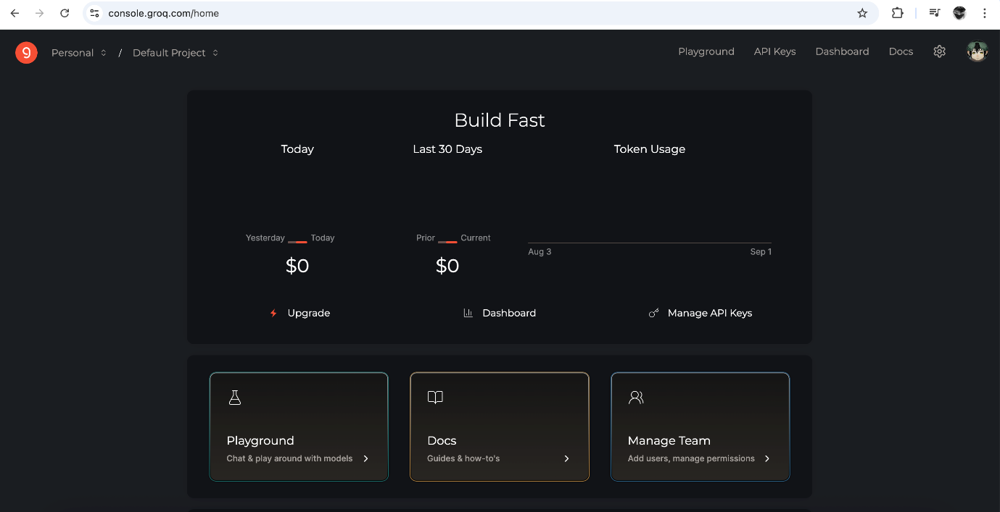 console.groq.com/home
g Personal / Default Project Playground API Keys Dashboard Docs
Build Fast
Today Last 30 Days Token Usage
Yesterday Today Prior Current
Aug 3 Sep 1
$0 $0
Upgrade Dashboard Manage API Keys
Playground Docs Manage Team
Chat & play around with models Guides & how-to's Add users, manage permissions